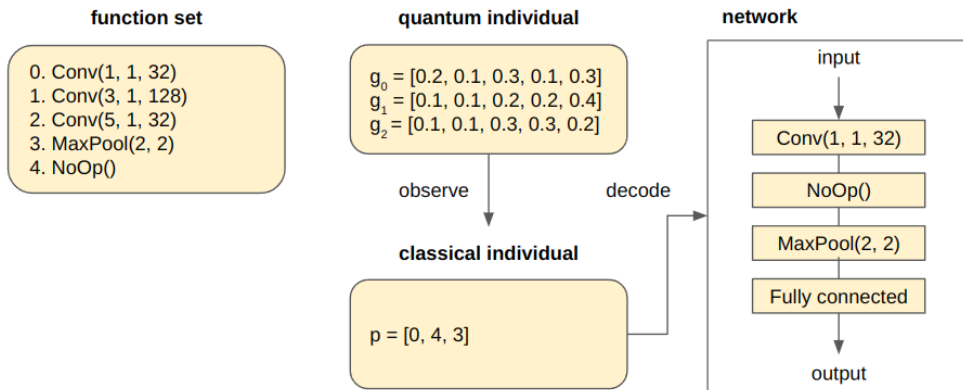 function set
0. Conv(1, 1, 32)
1. Conv(3, 1, 128)
2. Conv(5, 1, 32)
3. MaxPool(2, 2)
4. NoOp()
quantum individual
g₀ = [0.2, 0.1, 0.3, 0.1, 0.3]
g₁ = [0.1, 0.1, 0.2, 0.2, 0.4]
g₂ = [0.1, 0.1, 0.3, 0.3, 0.2]
observe
classical individual
p = [0, 4, 3]
decode
network
input
Conv(1, 1, 32)
NoOp()
MaxPool(2, 2)
Fully connected
output